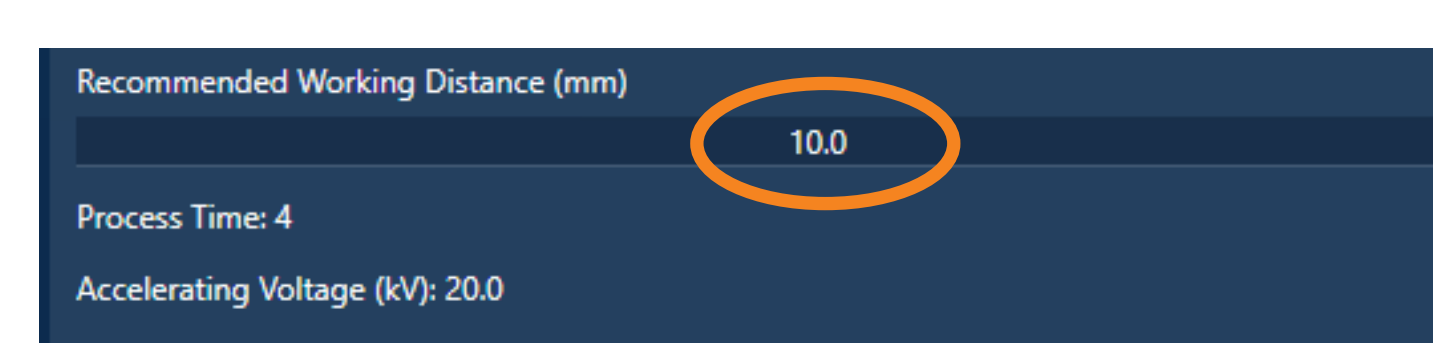 Recommended Working Distance (mm)
10.0
Process Time: 4
Accelerating Voltage (kV): 20.0